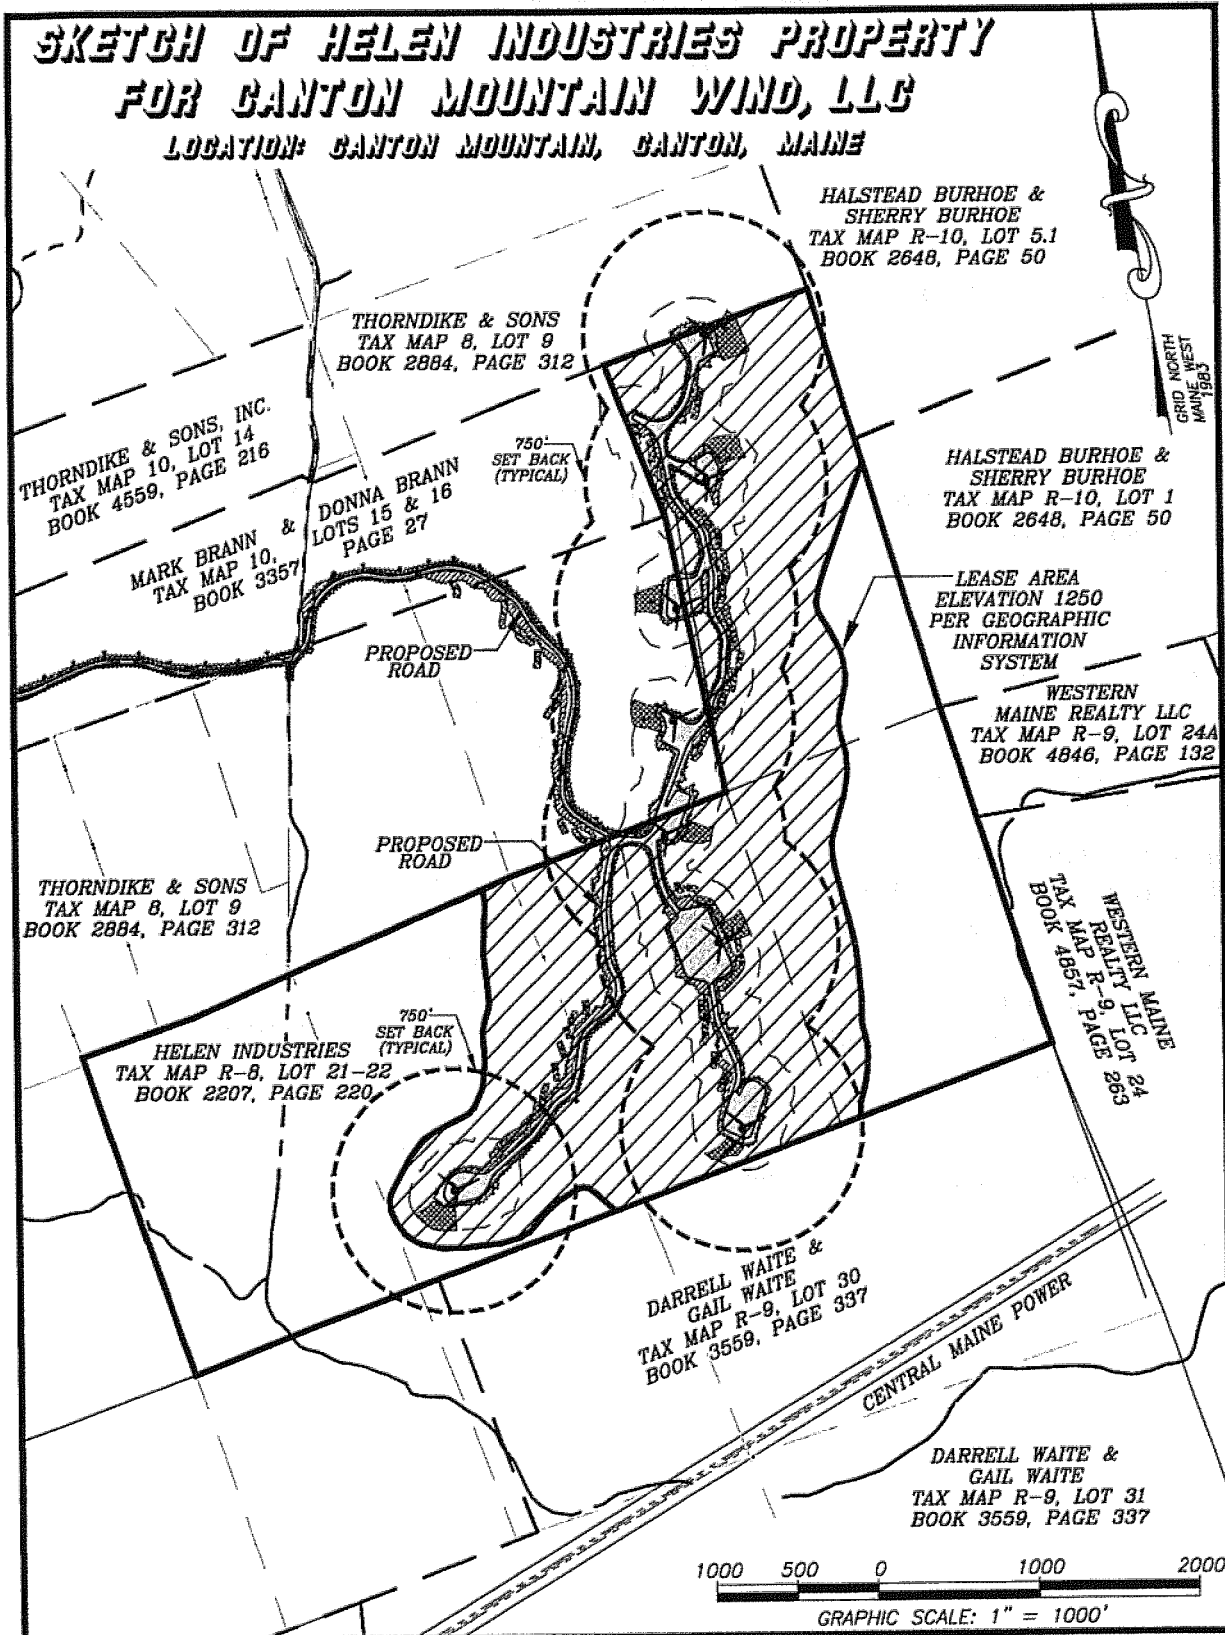 SKETCH OF HELEN INDUSTRIES PROPERTY
FOR CANTON MOUNTAIN WIND, LLC
LOCATION: CANTON MOUNTAIN, CANTON, MAINE
HALSTEAD BURHOE &
SHERRY BURHOE
TAX MAP R-10, LOT 5.1
BOOK 2648, PAGE 50
GRID NORTH
MAINE WEST
1983
THORNDIKE & SONS
TAX MAP 8, LOT 9
BOOK 2884, PAGE 312
THORNDIKE & SONS, INC.
TAX MAP 10, LOT 14
BOOK 4559, PAGE 216
750'
SET BACK
(TYPICAL)
MARK BRANN & DONNA BRANN
TAX MAP 10, LOTS 15 & 16
BOOK 3357, PAGE 27
HALSTEAD BURHOE &
SHERRY BURHOE
TAX MAP R-10, LOT 1
BOOK 2648, PAGE 50
LEASE AREA
ELEVATION 1250
PER GEOGRAPHIC
INFORMATION
SYSTEM
PROPOSED
ROAD
WESTERN
MAINE REALTY LLC
TAX MAP R-9, LOT 24A
BOOK 4846, PAGE 132
PROPOSED
ROAD
THORNDIKE & SONS
TAX MAP 8, LOT 9
BOOK 2884, PAGE 312
WESTERN MAINE
REALTY LLC
TAX MAP R-9, LOT 24
BOOK 4857, PAGE 263
750'
SET BACK
(TYPICAL)
HELEN INDUSTRIES
TAX MAP R-8, LOT 21-22
BOOK 2207, PAGE 220
DARRELL WAITE &
GAIL WAITE
TAX MAP R-9, LOT 30
BOOK 3559, PAGE 337
CENTRAL MAINE POWER
DARRELL WAITE &
GAIL WAITE
TAX MAP R-9, LOT 31
BOOK 3559, PAGE 337
1000 500 0 1000 2000
GRAPHIC SCALE: 1" = 1000'